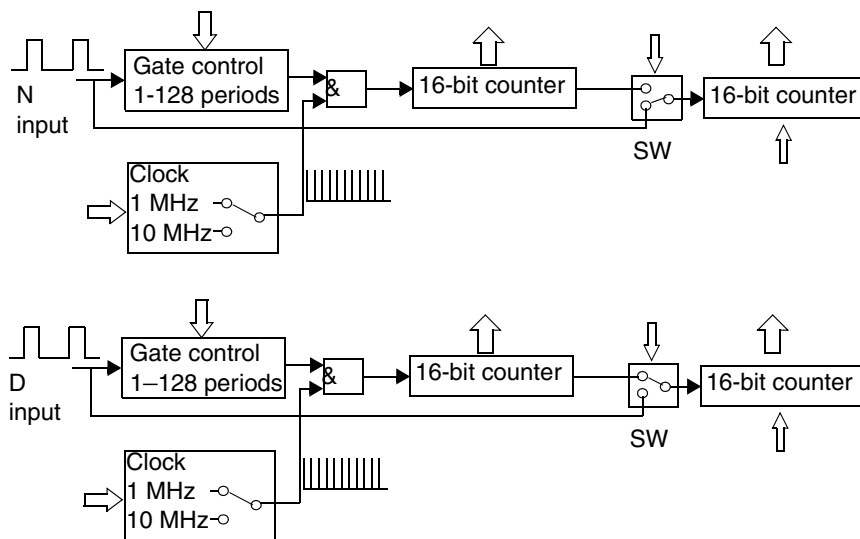 Gate control
1-128 periods
&
16-bit counter
16-bit counter
N
input
SW
Clock
1 MHz
10 MHz
Gate control
1–128 periods
&
16-bit counter
16-bit counter
D
input
SW
Clock
1 MHz
10 MHz